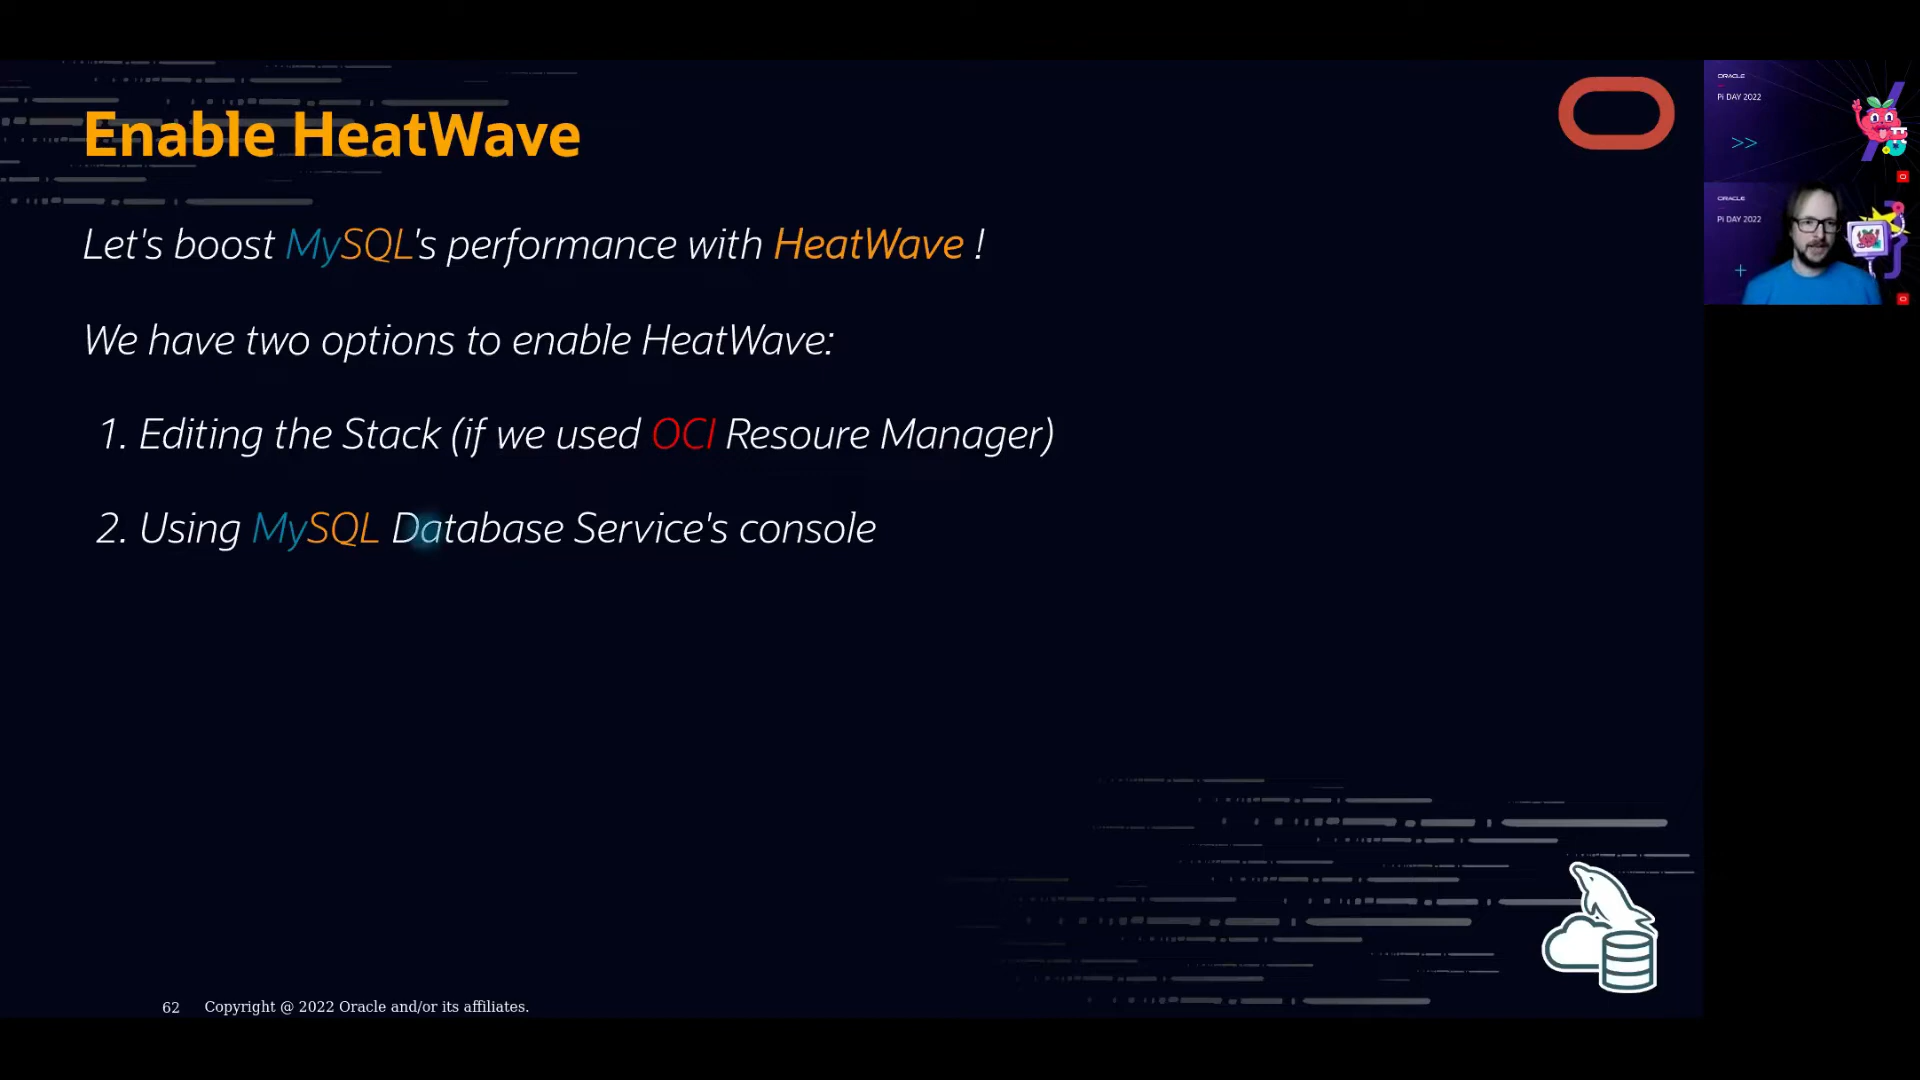 Enable HeatWave
Let's boost MySQL's performance with HeatWave !
We have two options to enable HeatWave:
1. Editing the Stack (if we used OCI Resoure Manager)
2. Using MySQL Database Service's console
62 Copyright @ 2022 Oracle and/or its affiliates.
ORACLE
Pi DAY 2022
>>
ORACLE
Pi DAY 2022
+